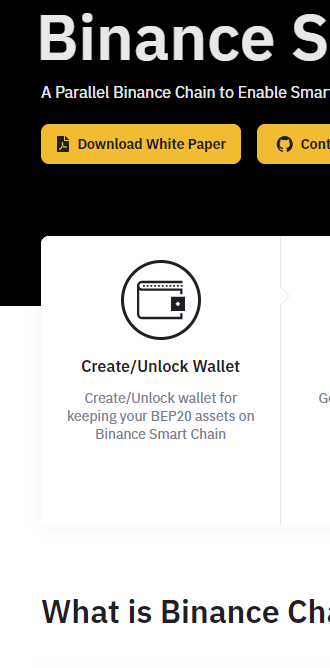 Binance S
A Parallel Binance Chain to Enable Smar
Download White Paper
Cont
Create/Unlock Wallet
Create/Unlock wallet for
keeping your BEP20 assets on
Binance Smart Chain
Ge
What is Binance Cha